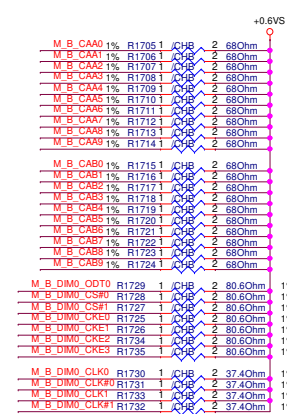 +0.6VS
M_B_CAA0 1% R1705 1 /CHB 2 68Ohm
M_B_CAA1 1% R1706 1 /CHB 2 68Ohm
M_B_CAA2 1% R1707 1 /CHB 2 68Ohm
M_B_CAA3 1% R1708 1 /CHB 2 68Ohm
M_B_CAA4 1% R1709 1 /CHB 2 68Ohm
M_B_CAA5 1% R1710 1 /CHB 2 68Ohm
M_B_CAA6 1% R1711 1 /CHB 2 68Ohm
M_B_CAA7 1% R1712 1 /CHB 2 68Ohm
M_B_CAA8 1% R1713 1 /CHB 2 68Ohm
M_B_CAA9 1% R1714 1 /CHB 2 68Ohm
M_B_CAB0 1% R1715 1 /CHB 2 68Ohm
M_B_CAB1 1% R1716 1 /CHB 2 68Ohm
M_B_CAB2 1% R1717 1 /CHB 2 68Ohm
M_B_CAB3 1% R1718 1 /CHB 2 68Ohm
M_B_CAB4 1% R1719 1 /CHB 2 68Ohm
M_B_CAB5 1% R1720 1 /CHB 2 68Ohm
M_B_CAB6 1% R1721 1 /CHB 2 68Ohm
M_B_CAB7 1% R1722 1 /CHB 2 68Ohm
M_B_CAB8 1% R1723 1 /CHB 2 68Ohm
M_B_CAB9 1% R1724 1 /CHB 2 68Ohm
M_B_DIM0_ODT0 R1729 1 /CHB 2 80.6Ohm
M_B_DIM0_CS#0 R1728 1 /CHB 2 80.6Ohm
M_B_DIM0_CS#1 R1727 1 /CHB 2 80.6Ohm
M_B_DIM0_CKE0 R1725 1 /CHB 2 80.6Ohm
M_B_DIM0_CKE1 R1726 1 /CHB 2 80.6Ohm
M_B_DIM0_CKE2 R1734 1 /CHB 2 80.6Ohm
M_B_DIM0_CKE3 R1735 1 /CHB 2 80.6Ohm
M_B_DIM0_CLK0 R1730 1 /CHB 2 37.4Ohm
M_B_DIM0_CLK#0 R1731 1 /CHB 2 37.4Ohm
M_B_DIM0_CLK1 R1733 1 /CHB 2 37.4Ohm
M_B_DIM0_CLK#1 R1732 1 /CHB 2 37.4Ohm